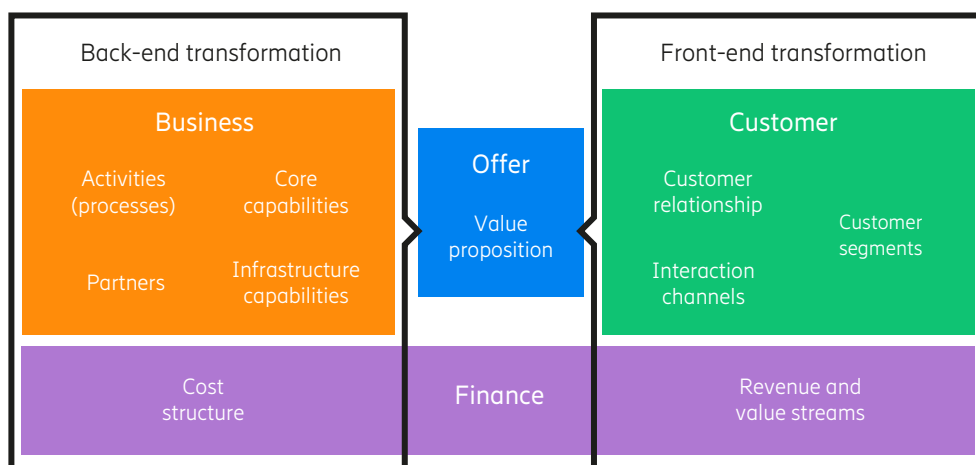 Back-end transformation
Front-end transformation
Business
Activities
(processes)
Core
capabilities
Partners
Infrastructure
capabilities
Offer
Value
proposition
Customer
Customer
relationship
Customer
segments
Interaction
channels
Cost
structure
Finance
Revenue and
value streams